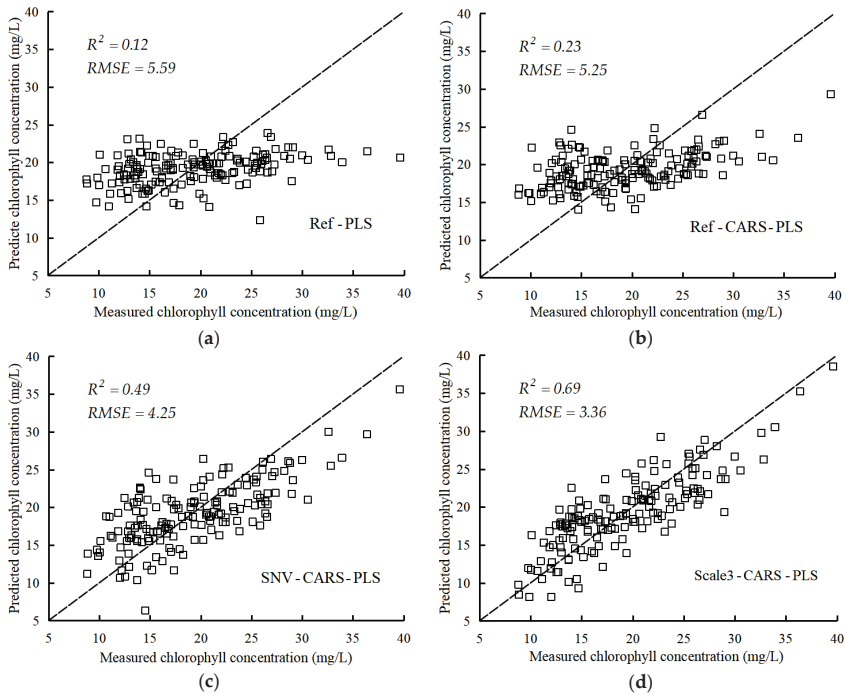 (a)
Predicte chlorophyll concentration (mg/L)
40
35
30
25
20
15
10
5
R² = 0.12
RMSE = 5.59
Ref - PLS
5 10 15 20 25 30 35 40
Measured chlorophyll concentration (mg/L)
(b)
Predicted chlorophyll concentration (mg/L)
40
35
30
25
20
15
10
5
R² = 0.23
RMSE = 5.25
Ref - CARS - PLS
5 10 15 20 25 30 35 40
Measured chlorophyll concentration (mg/L)
(c)
Predicted chlorophyll concentration (mg/L)
40
35
30
25
20
15
10
5
R² = 0.49
RMSE = 4.25
SNV - CARS - PLS
5 10 15 20 25 30 35 40
Measured chlorophyll concentration (mg/L)
(d)
Predicted chlorophyll concentration (mg/L)
40
35
30
25
20
15
10
5
R² = 0.69
RMSE = 3.36
Scale3 - CARS - PLS
5 10 15 20 25 30 35 40
Measured chlorophyll concentration (mg/L)